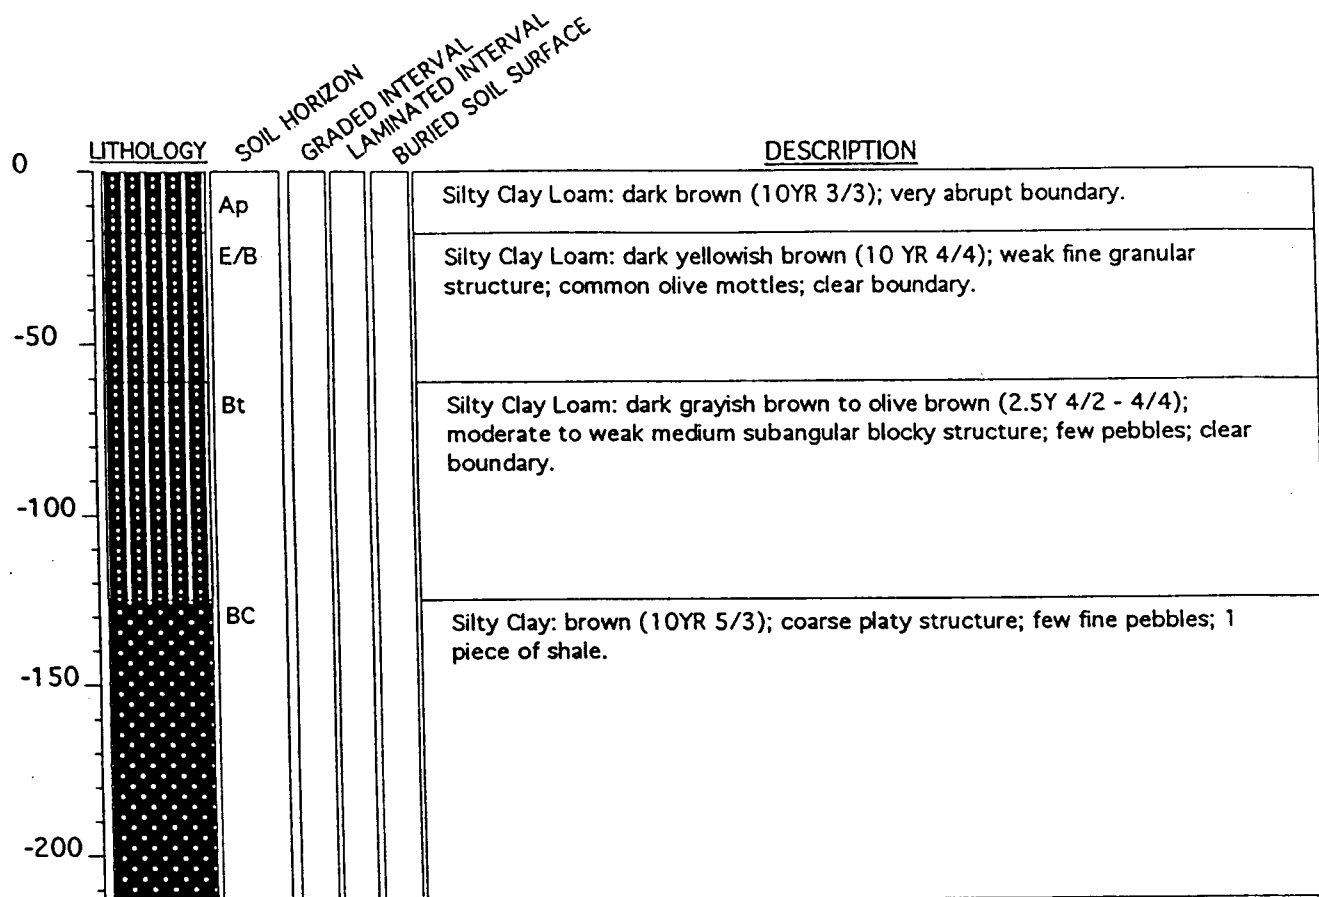 SOIL HORIZON
GRADED INTERVAL
LAMINATED INTERVAL
BURIED SOIL SURFACE
LITHOLOGY
DESCRIPTION
0
Ap
Silty Clay Loam: dark brown (10YR 3/3); very abrupt boundary.
E/B
Silty Clay Loam: dark yellowish brown (10 YR 4/4); weak fine granular
structure; common olive mottles; clear boundary.
-50
Bt
Silty Clay Loam: dark grayish brown to olive brown (2.5Y 4/2 - 4/4);
moderate to weak medium subangular blocky structure; few pebbles; clear
boundary.
-100
BC
Silty Clay: brown (10YR 5/3); coarse platy structure; few fine pebbles; 1
piece of shale.
-150
-200